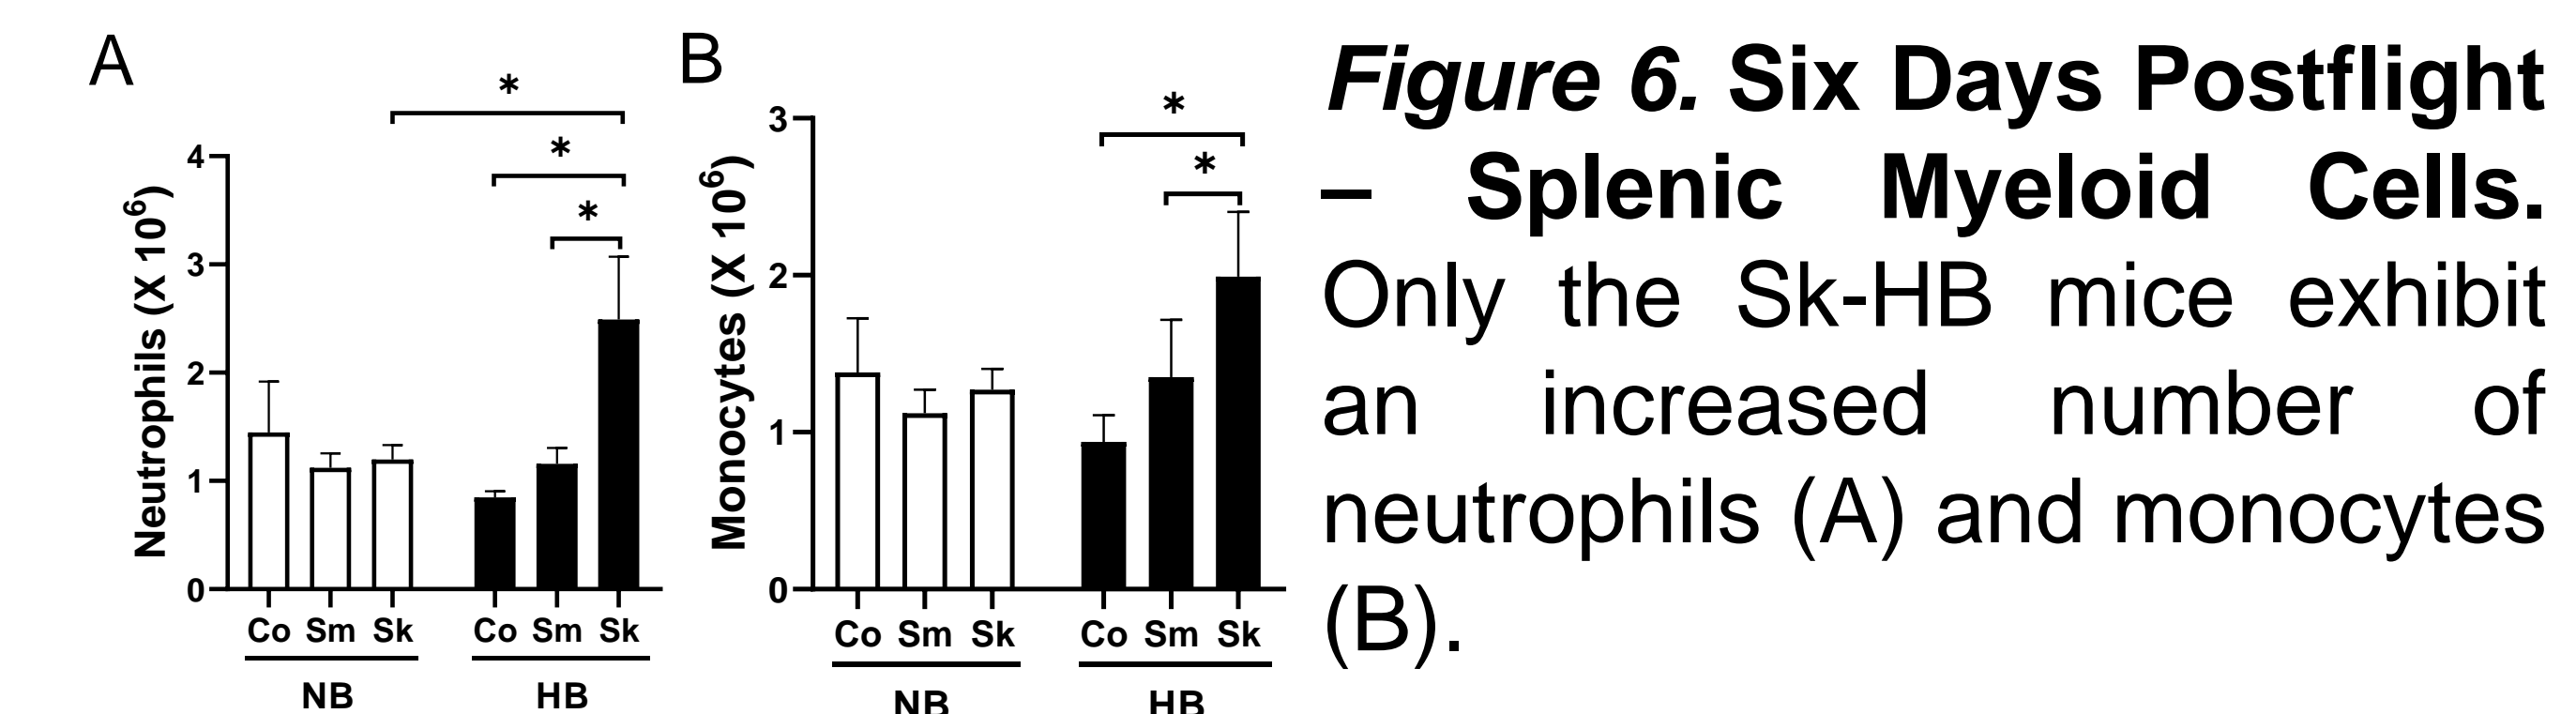 A
*
*
*
4
3
2
1
0
Neutrophils (X 10⁶)
Co Sm Sk Co Sm Sk
NB HB
B
*
*
3
2
1
0
Monocytes (X 10⁶)
Co Sm Sk Co Sm Sk
NB HB
Figure 6. Six Days Postflight
– Splenic Myeloid Cells.
Only the Sk-HB mice exhibit
an increased number of
neutrophils (A) and monocytes
(B).